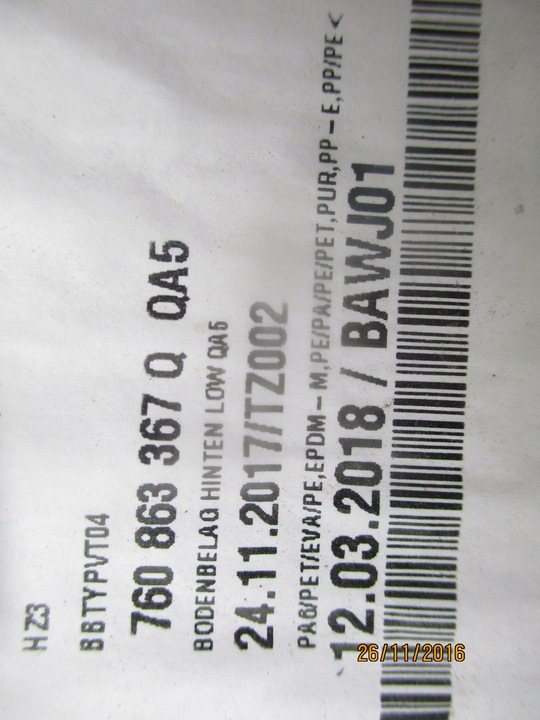 HZ3
BBTYPVT04
760 863 367 Q QA5
BODENBELAG HINTEN LOW QA5
24.11.2017/TZ002
PA6/PET/EVA/PE,EPDM-M,PE/PA/PE/PET,PUR,PP-E,PP/PE<
12.03.2018 / BAWJ01
26/11/2016